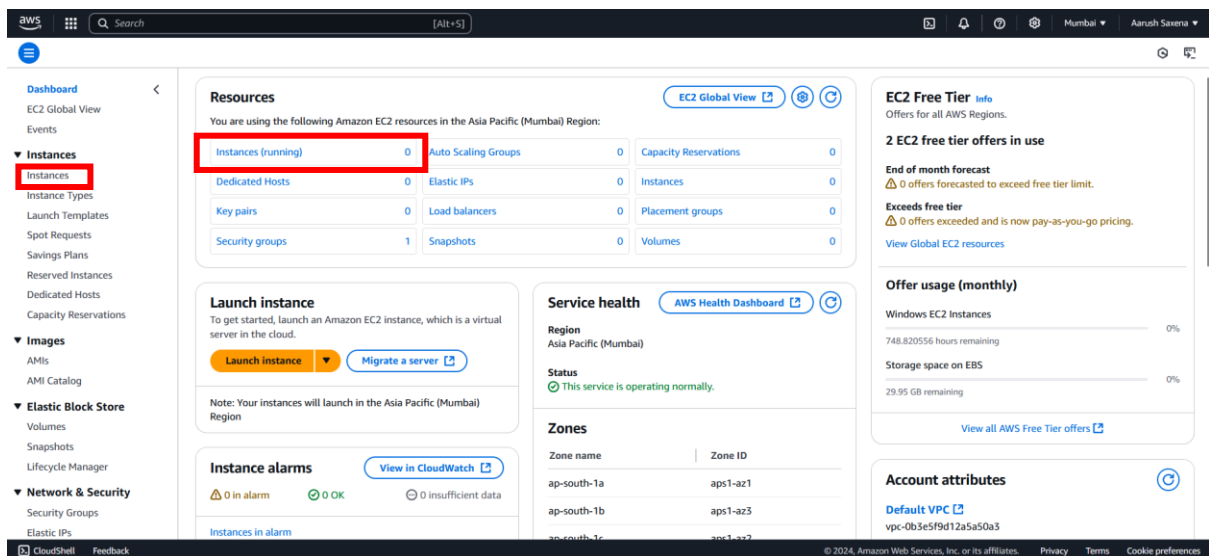 aws
Search
[Alt+S]
Mumbai ▼
Aarush Saxena ▼
Dashboard
EC2 Global View
Events
▼ Instances
Instances
Instance Types
Launch Templates
Spot Requests
Savings Plans
Reserved Instances
Dedicated Hosts
Capacity Reservations
▼ Images
AMIs
AMI Catalog
▼ Elastic Block Store
Volumes
Snapshots
Lifecycle Manager
▼ Network & Security
Security Groups
Elastic IPs
Resources
EC2 Global View
You are using the following Amazon EC2 resources in the Asia Pacific (Mumbai) Region:
Instances (running) 0 Auto Scaling Groups 0 Capacity Reservations 0
Dedicated Hosts 0 Elastic IPs 0 Instances 0
Key pairs 0 Load balancers 0 Placement groups 0
Security groups 1 Snapshots 0 Volumes 0
Launch instance
To get started, launch an Amazon EC2 instance, which is a virtual
server in the cloud.
Launch instance ▼ Migrate a server
Note: Your instances will launch in the Asia Pacific (Mumbai)
Region
Instance alarms View in CloudWatch
0 in alarm 0 OK 0 insufficient data
Instances in alarm
Service health AWS Health Dashboard
Region
Asia Pacific (Mumbai)
Status
This service is operating normally.
Zones
Zone name Zone ID
ap-south-1a aps1-az1
ap-south-1b aps1-az3
ap-south-1c aps1-az2
EC2 Free Tier Info
Offers for all AWS Regions.
2 EC2 free tier offers in use
End of month forecast
0 offers forecasted to exceed free tier limit.
Exceeds free tier
0 offers exceeded and is now pay-as-you-go pricing.
View Global EC2 resources
Offer usage (monthly)
Windows EC2 Instances
0%
748.820556 hours remaining
Storage space on EBS
0%
29.95 GB remaining
View all AWS Free Tier offers
Account attributes
Default VPC
vpc-0b3e5f9d12a5a50a3
CloudShell Feedback
© 2024, Amazon Web Services, Inc. or its affiliates. Privacy Terms Cookie preferences